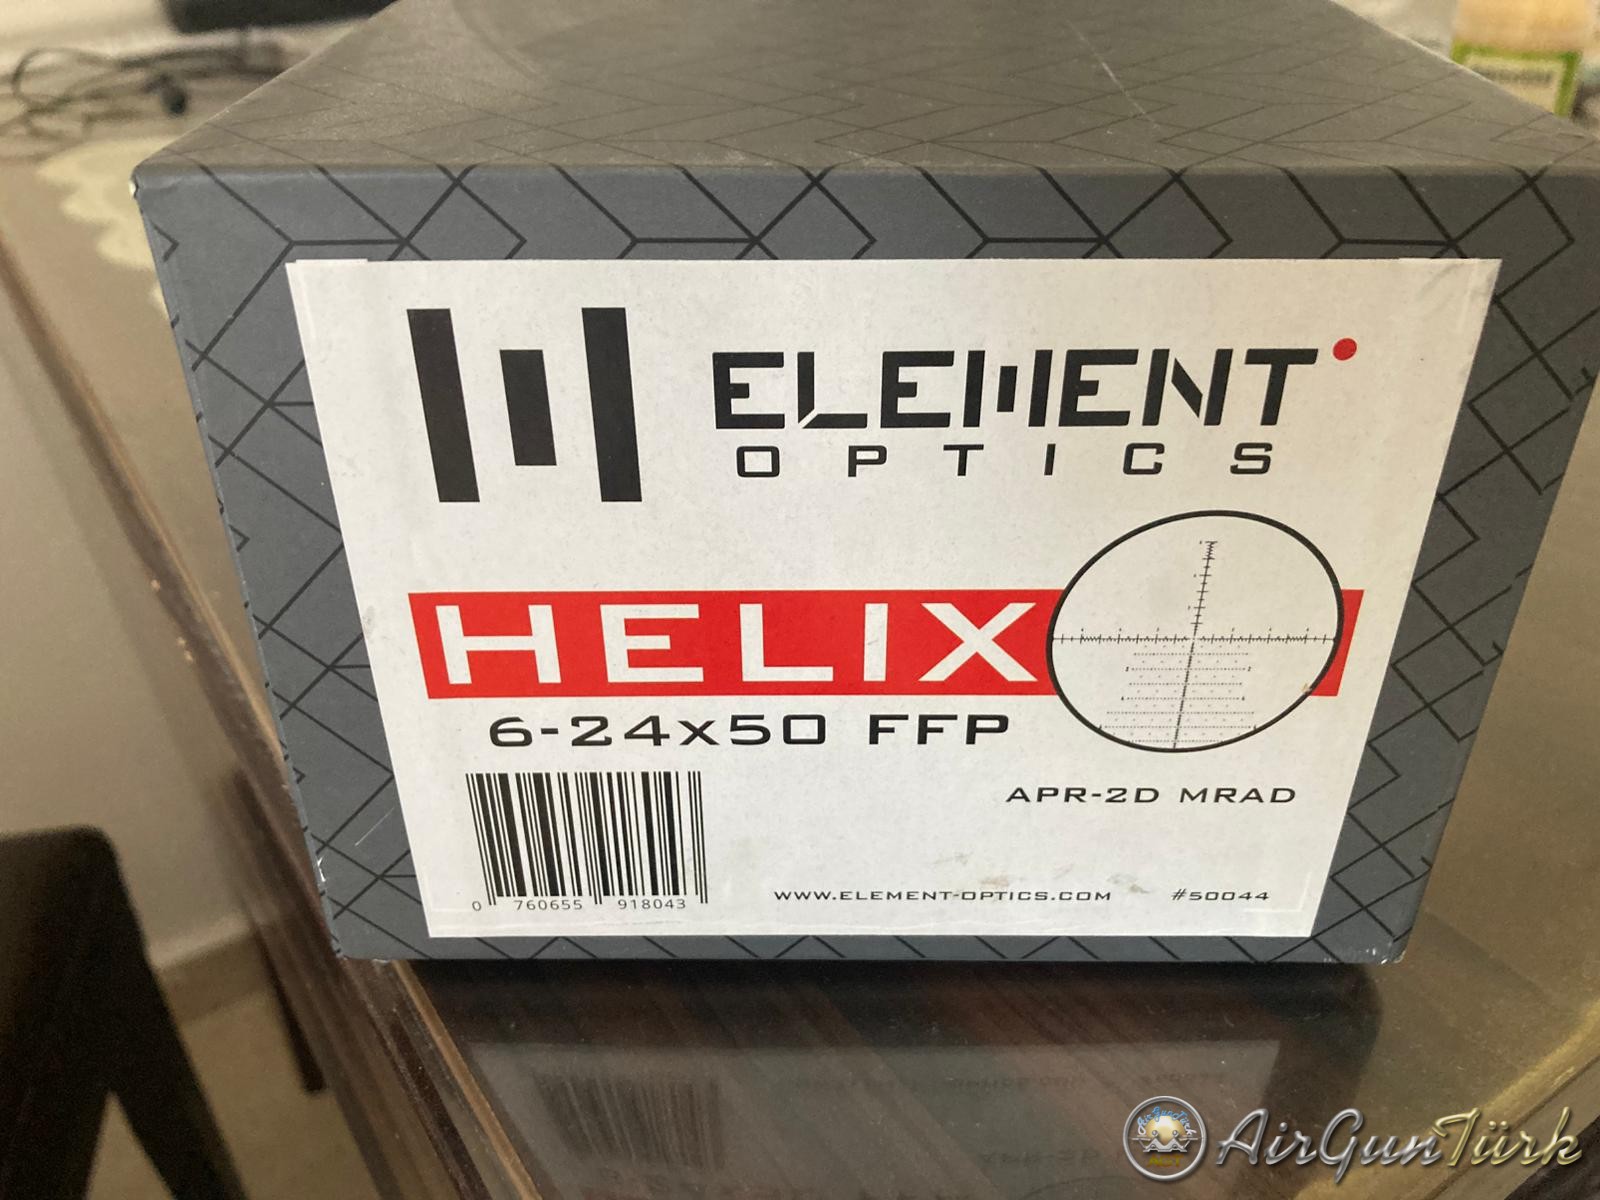 ELEMENT
OPTICS
HELIX
6-24x50 FFP
APR-2D MRAD
0 760655 918043
WWW.ELEMENT-OPTICS.COM #50044
AirGunTürk